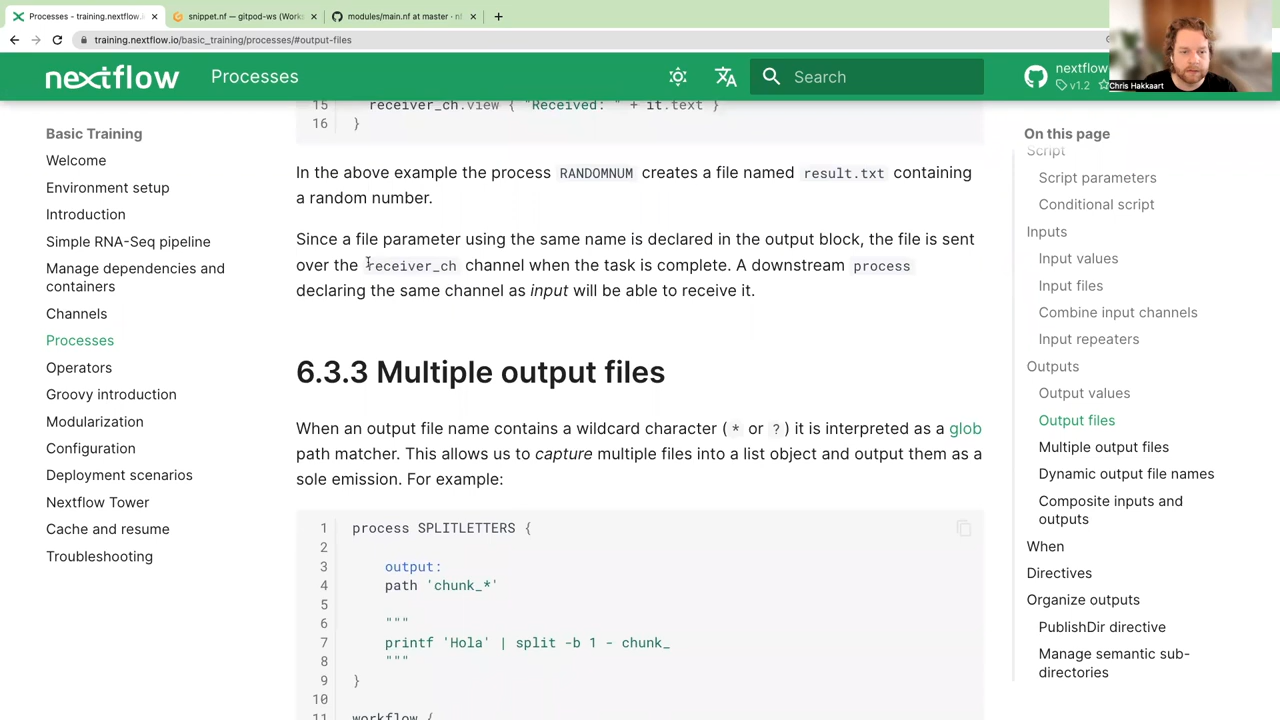 Processes - training.nextflow.i
snippet.nf — gitpod-ws (Works
modules/main.nf at master · n
training.nextflow.io/basic_training/processes/#output-files
nextflow
Processes
Search
nextflow
v1.2
Chris Hakkaart
Basic Training
Welcome
Environment setup
Introduction
Simple RNA-Seq pipeline
Manage dependencies and
containers
Channels
Processes
Operators
Groovy introduction
Modularization
Configuration
Deployment scenarios
Nextflow Tower
Cache and resume
Troubleshooting
15 receiver_ch.view { "Received: " + it.text }
16 }
In the above example the process RANDOMNUM creates a file named result.txt containing
a random number.
Since a file parameter using the same name is declared in the output block, the file is sent
over the receiver_ch channel when the task is complete. A downstream process
declaring the same channel as input will be able to receive it.
6.3.3 Multiple output files
When an output file name contains a wildcard character ( * or ? ) it is interpreted as a glob
path matcher. This allows us to capture multiple files into a list object and output them as a
sole emission. For example:
1 process SPLITLETTERS {
2
3 output:
4 path 'chunk_*'
5
6 """
7 printf 'Hola' | split -b 1 - chunk_
8 """
9 }
10
11 workflow {
On this page
Script
Script parameters
Conditional script
Inputs
Input values
Input files
Combine input channels
Input repeaters
Outputs
Output values
Output files
Multiple output files
Dynamic output file names
Composite inputs and
outputs
When
Directives
Organize outputs
PublishDir directive
Manage semantic sub-
directories